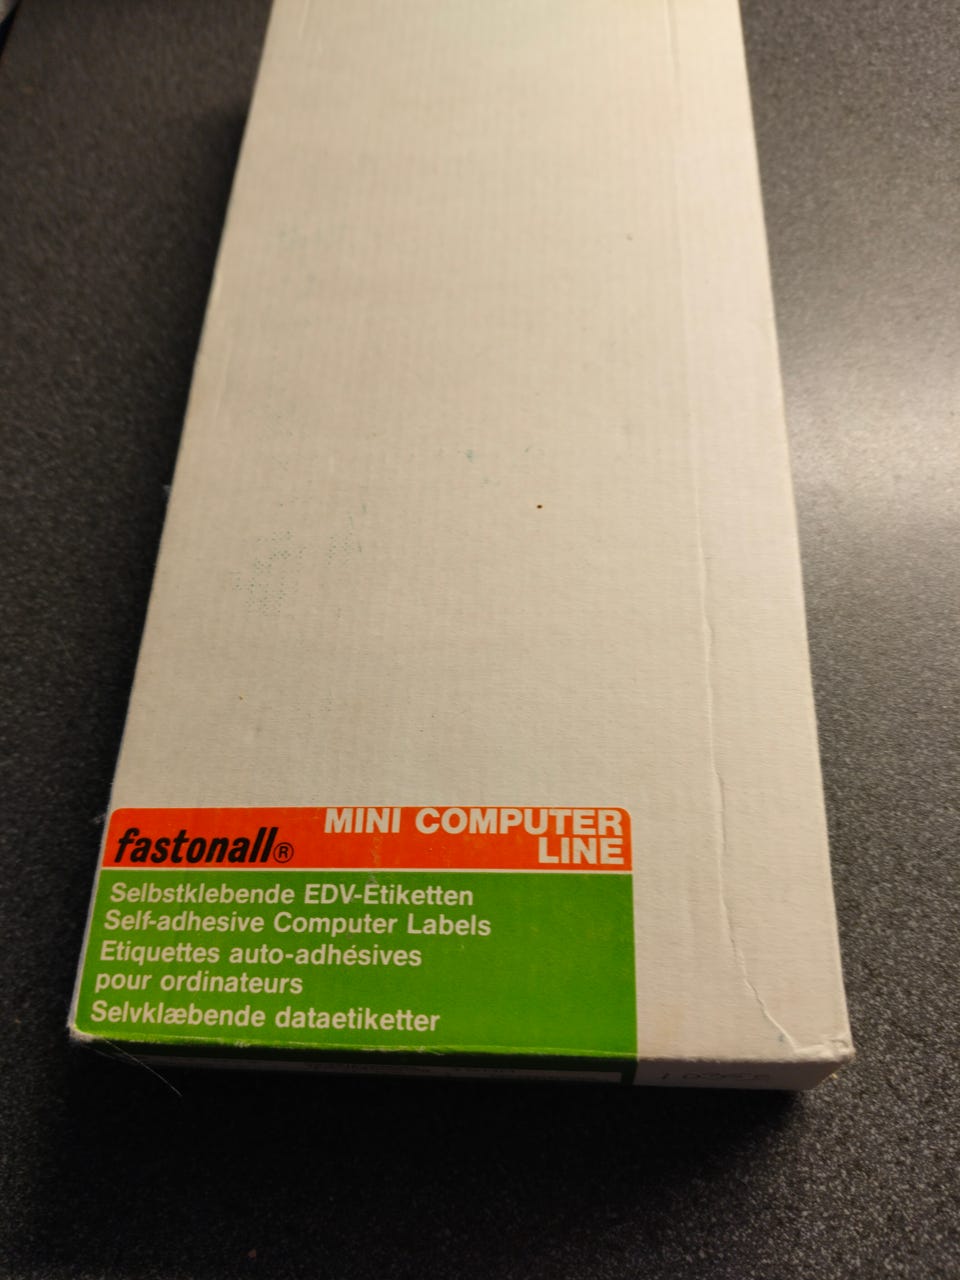 fastonall®
MINI COMPUTER
LINE
Selbstklebende EDV-Etiketten
Self-adhesive Computer Labels
Etiquettes auto-adhésives
pour ordinateurs
Selvklæbende dataetiketter